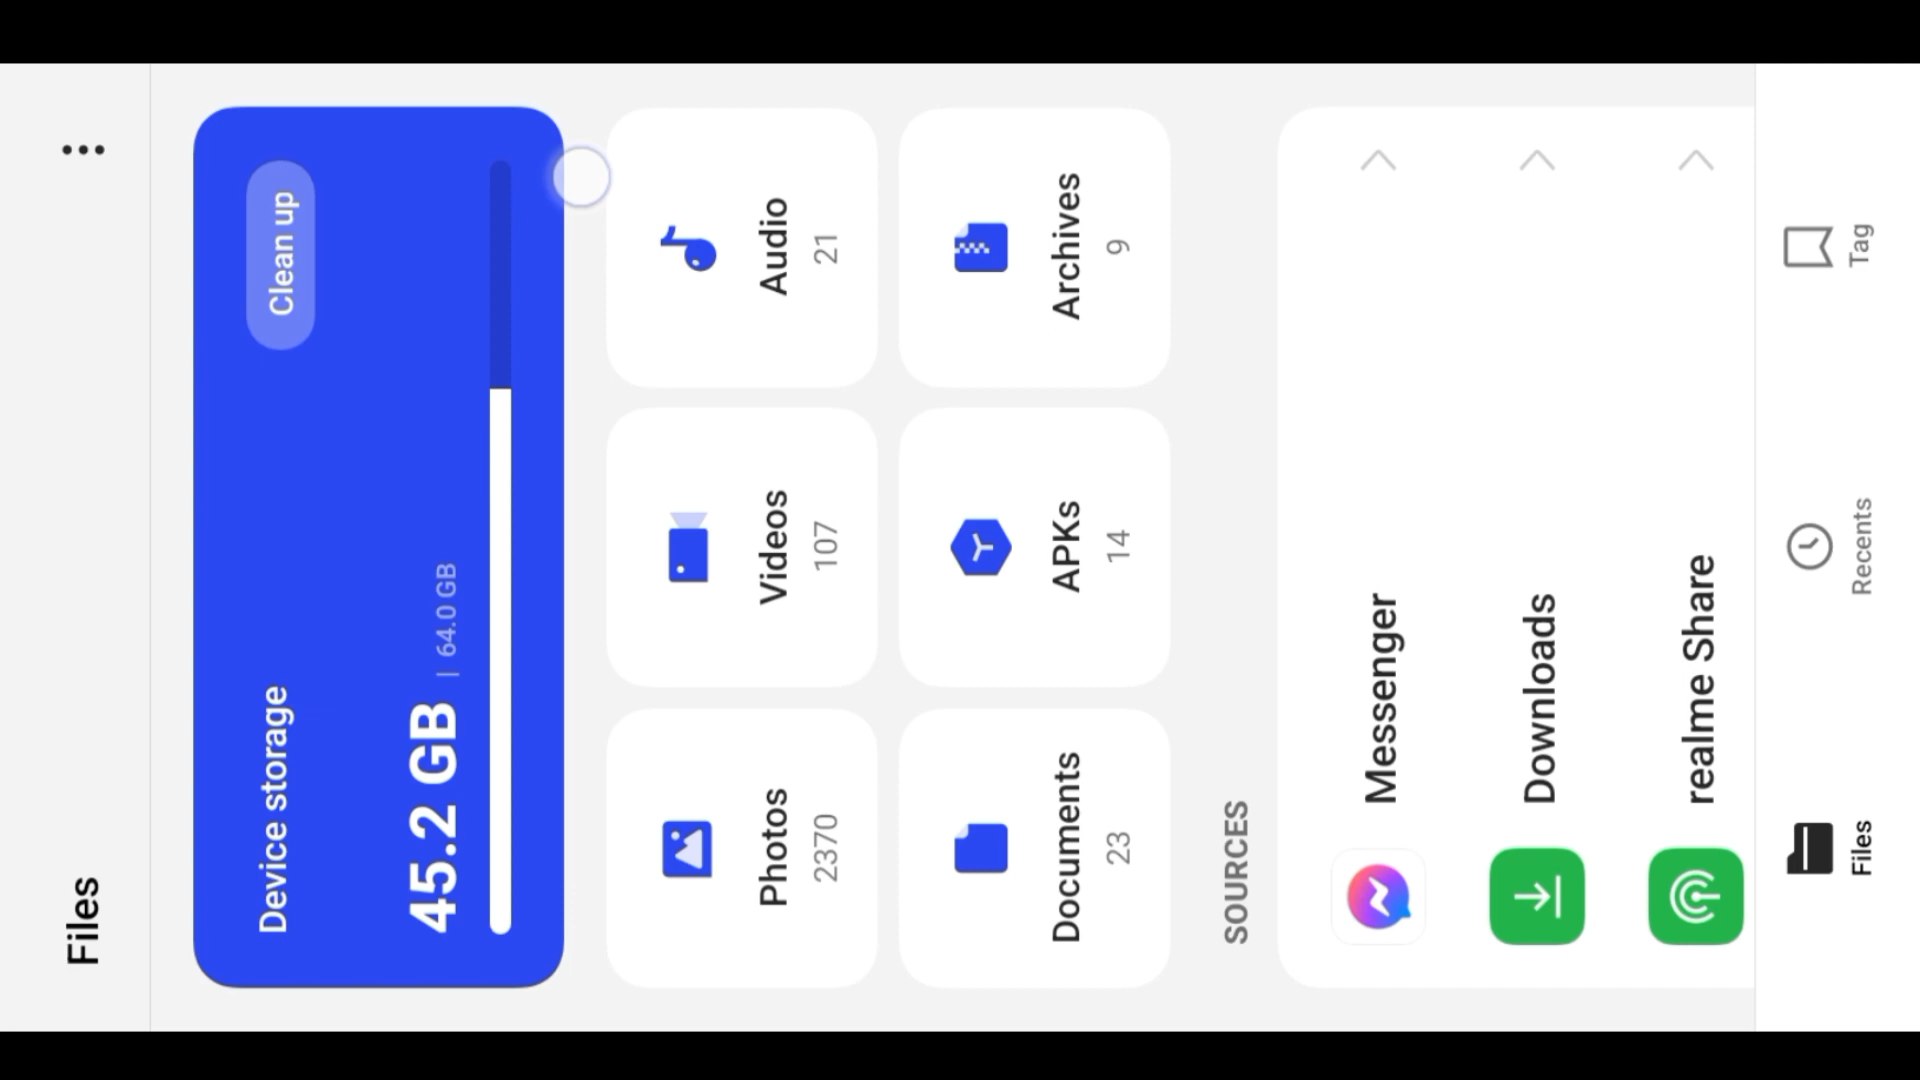 Files
Device storage
Clean up
45.2 GB | 64.0 GB
Photos
2370
Videos
107
Audio
21
Documents
23
APKs
14
Archives
9
SOURCES
Messenger
Downloads
realme Share
Files
Recents
Tag